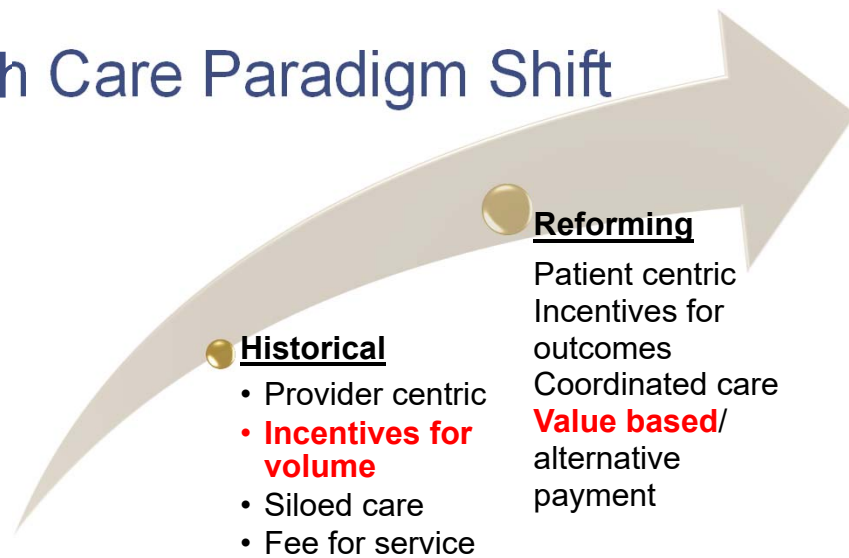 h Care Paradigm Shift
Reforming
Patient centric
Incentives for
outcomes
Coordinated care
Value based/
alternative
payment
Historical
• Provider centric
• Incentives for
volume
• Siloed care
• Fee for service